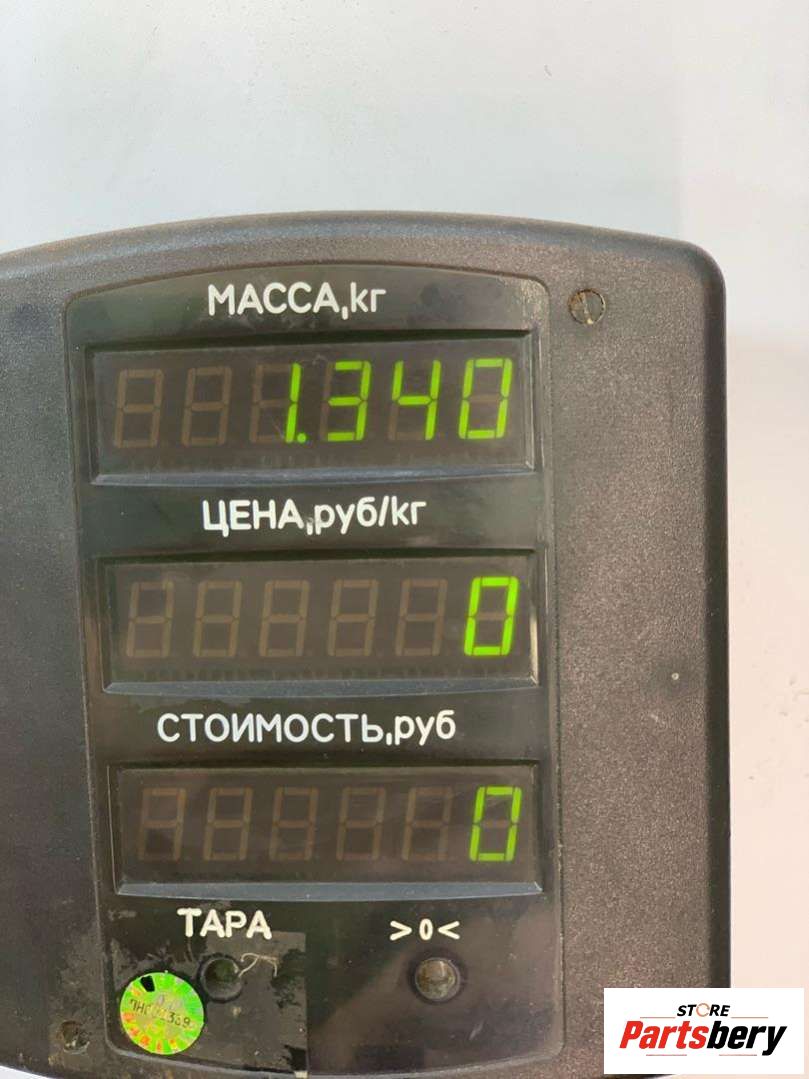 МАССА,кг
1.340
ЦЕНА,руб/кг
0
СТОИМОСТЬ,руб
0
ТАРА >0<
STORE
Partsbery